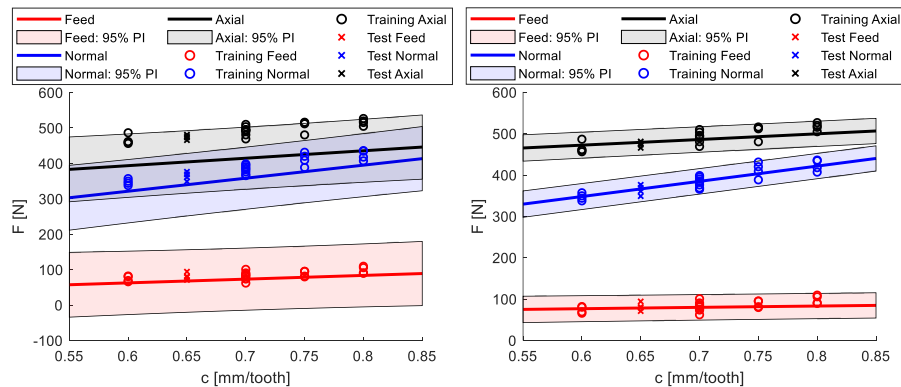 Feed Axial Training Axial
Feed: 95% PI Axial: 95% PI Test Feed
Normal Training Feed Test Normal
Normal: 95% PI Training Normal Test Axial
600
500
400
300
200
100
0
-100
F [N]
0.55 0.6 0.65 0.7 0.75 0.8 0.85
c [mm/tooth]
Feed Axial Training Axial
Feed: 95% PI Axial: 95% PI Test Feed
Normal Training Feed Test Normal
Normal: 95% PI Training Normal Test Axial
600
500
400
300
200
100
0
F [N]
0.55 0.6 0.65 0.7 0.75 0.8 0.85
c [mm/tooth]